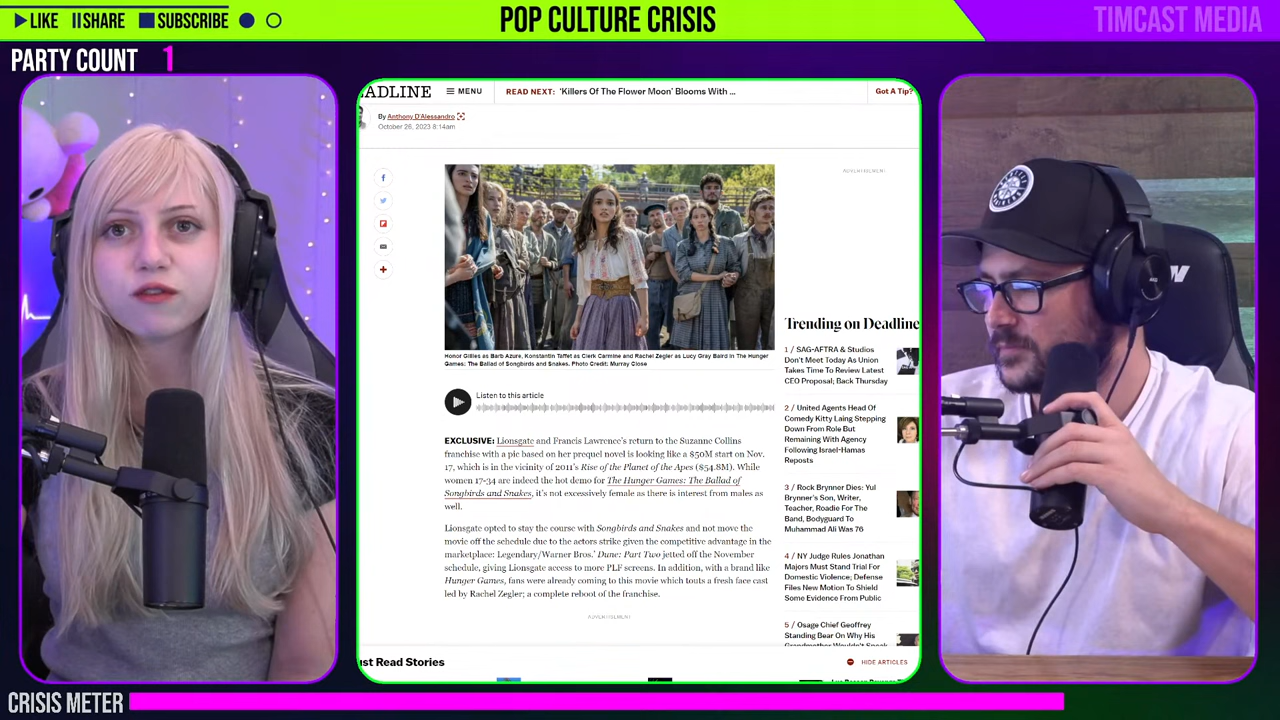 LIKE SHARE SUBSCRIBE
POP CULTURE CRISIS
TIMCAST MEDIA
PARTY COUNT 1
ADLINE
MENU
READ NEXT: 'Killers Of The Flower Moon' Blooms With ...
Got A Tip?
By Anthony D'Alessandro
October 26, 2023 8:14am
ADVERTISEMENT
Honor Gillies as Barb Azure, Konstantin Taffet as Clerk Carmine and Rachel Zegler as Lucy Gray Baird in The Hunger
Games: The Ballad of Songbirds and Snakes. Photo Credit: Murray Close
Listen to this article
EXCLUSIVE: Lionsgate and Francis Lawrence's return to the Suzanne Collins
franchise with a pic based on her prequel novel is looking like a $50M start on Nov.
17, which is in the vicinity of 2011's Rise of the Planet of the Apes ($54.8M). While
women 17-34 are indeed the hot demo for The Hunger Games: The Ballad of
Songbirds and Snakes, it's not excessively female as there is interest from males as
well.
Lionsgate opted to stay the course with Songbirds and Snakes and not move the
movie off the schedule due to the actors strike given the competitive advantage in the
marketplace: Legendary/Warner Bros.' Dune: Part Two jetted off the November
schedule, giving Lionsgate access to more PLF screens. In addition, with a brand like
Hunger Games, fans were already coming to this movie which touts a fresh face cast
led by Rachel Zegler; a complete reboot of the franchise.
ADVERTISEMENT
Trending on Deadline
1 / SAG-AFTRA & Studios
Don't Meet Today As Union
Takes Time To Review Latest
CEO Proposal; Back Thursday
2 / United Agents Head Of
Comedy Kitty Laing Stepping
Down From Role But
Remaining With Agency
Following Israel-Hamas
Reposts
3 / Rock Brynner Dies: Yul
Brynner's Son, Writer,
Teacher, Roadie For The
Band, Bodyguard To
Muhammad Ali Was 76
4 / NY Judge Rules Jonathan
Majors Must Stand Trial For
Domestic Violence; Defense
Files New Motion To Shield
Some Evidence From Public
5 / Osage Chief Geoffrey
Standing Bear On Why His
Grandmother Wouldn't Speak
ust Read Stories
HIDE ARTICLES
CRISIS METER